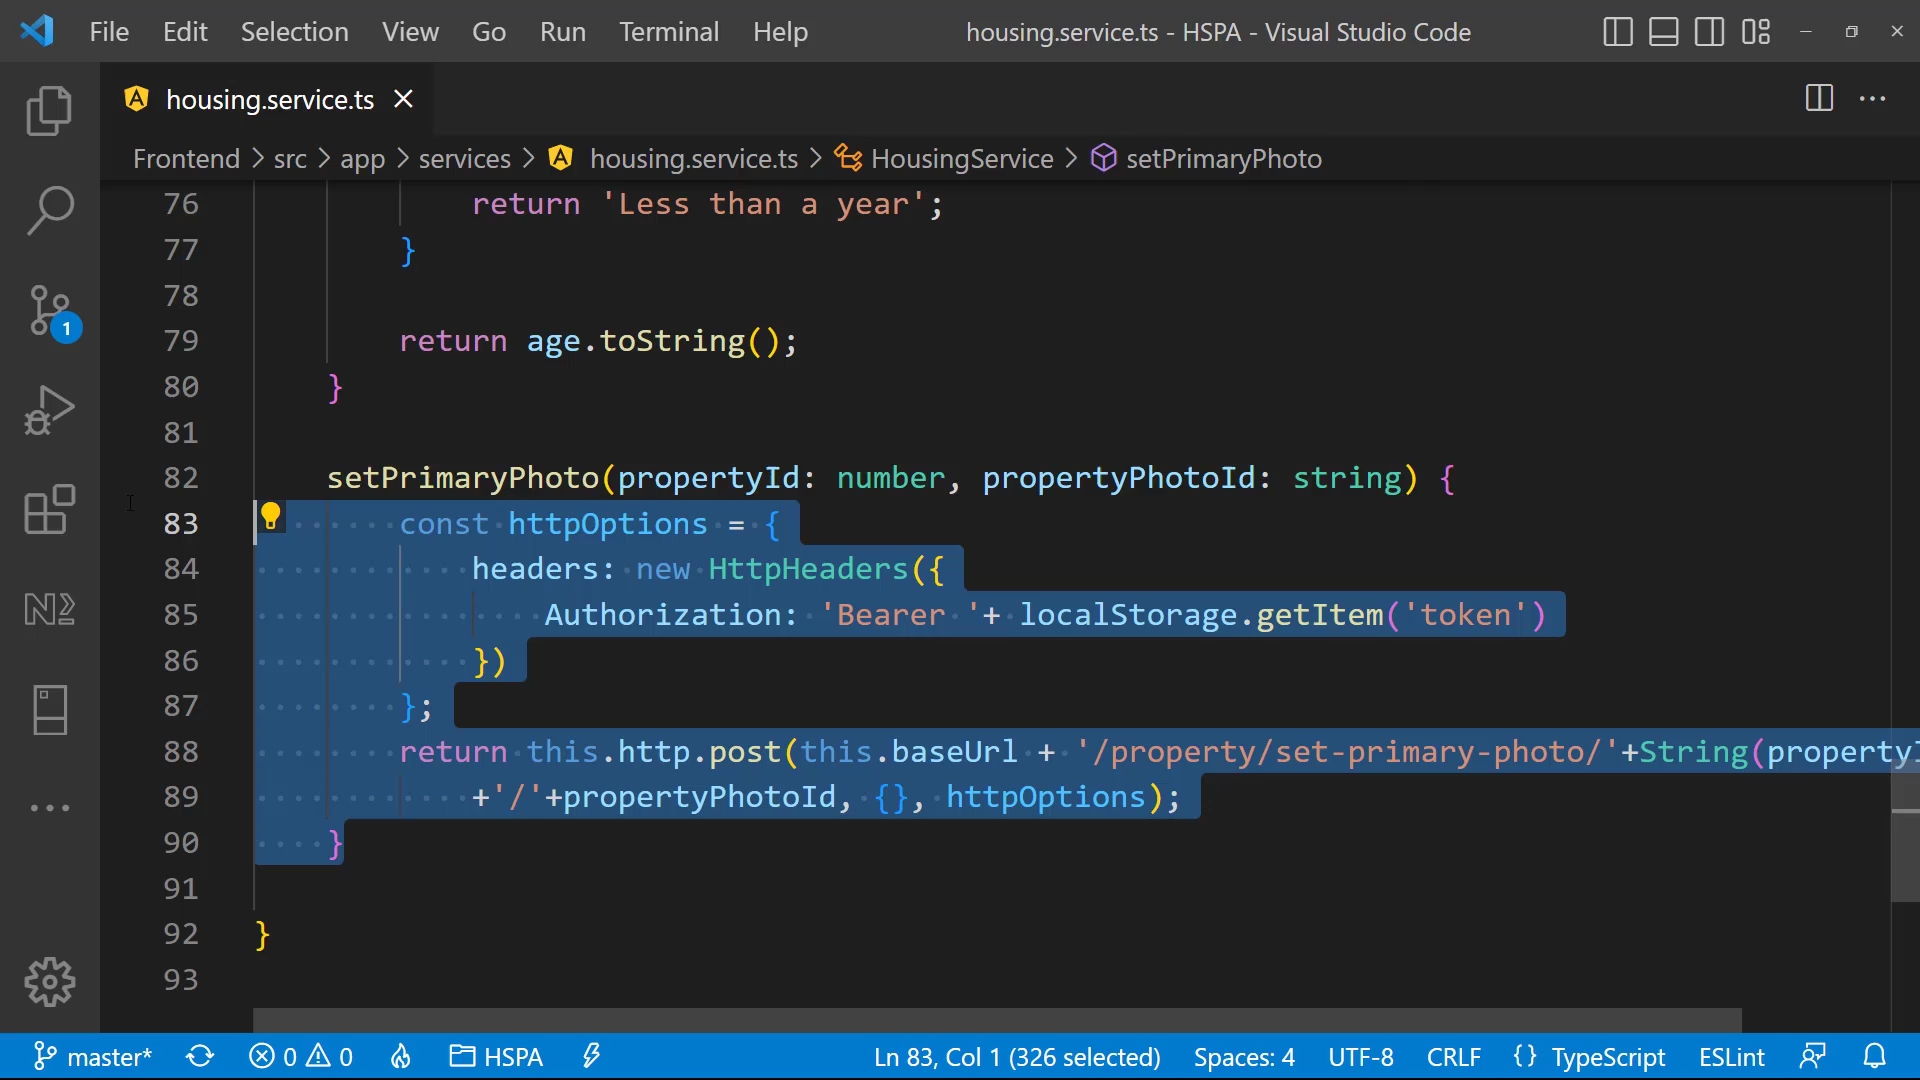 File Edit Selection View Go Run Terminal Help housing.service.ts - HSPA - Visual Studio Code
housing.service.ts
Frontend > src > app > services > housing.service.ts > HousingService > setPrimaryPhoto
76 return 'Less than a year';
77 }
78
79 return age.toString();
80 }
81
82 setPrimaryPhoto(propertyId: number, propertyPhotoId: string) {
83 const httpOptions = {
84 headers: new HttpHeaders({
85 Authorization: 'Bearer '+ localStorage.getItem('token')
86 })
87 };
88 return this.http.post(this.baseUrl + '/property/set-primary-photo/'+String(propertyI
89 +'/'+propertyPhotoId, {}, httpOptions);
90 }
91
92 }
93
1
master* 0 0 HSPA Ln 83, Col 1 (326 selected) Spaces: 4 UTF-8 CRLF {} TypeScript ESLint